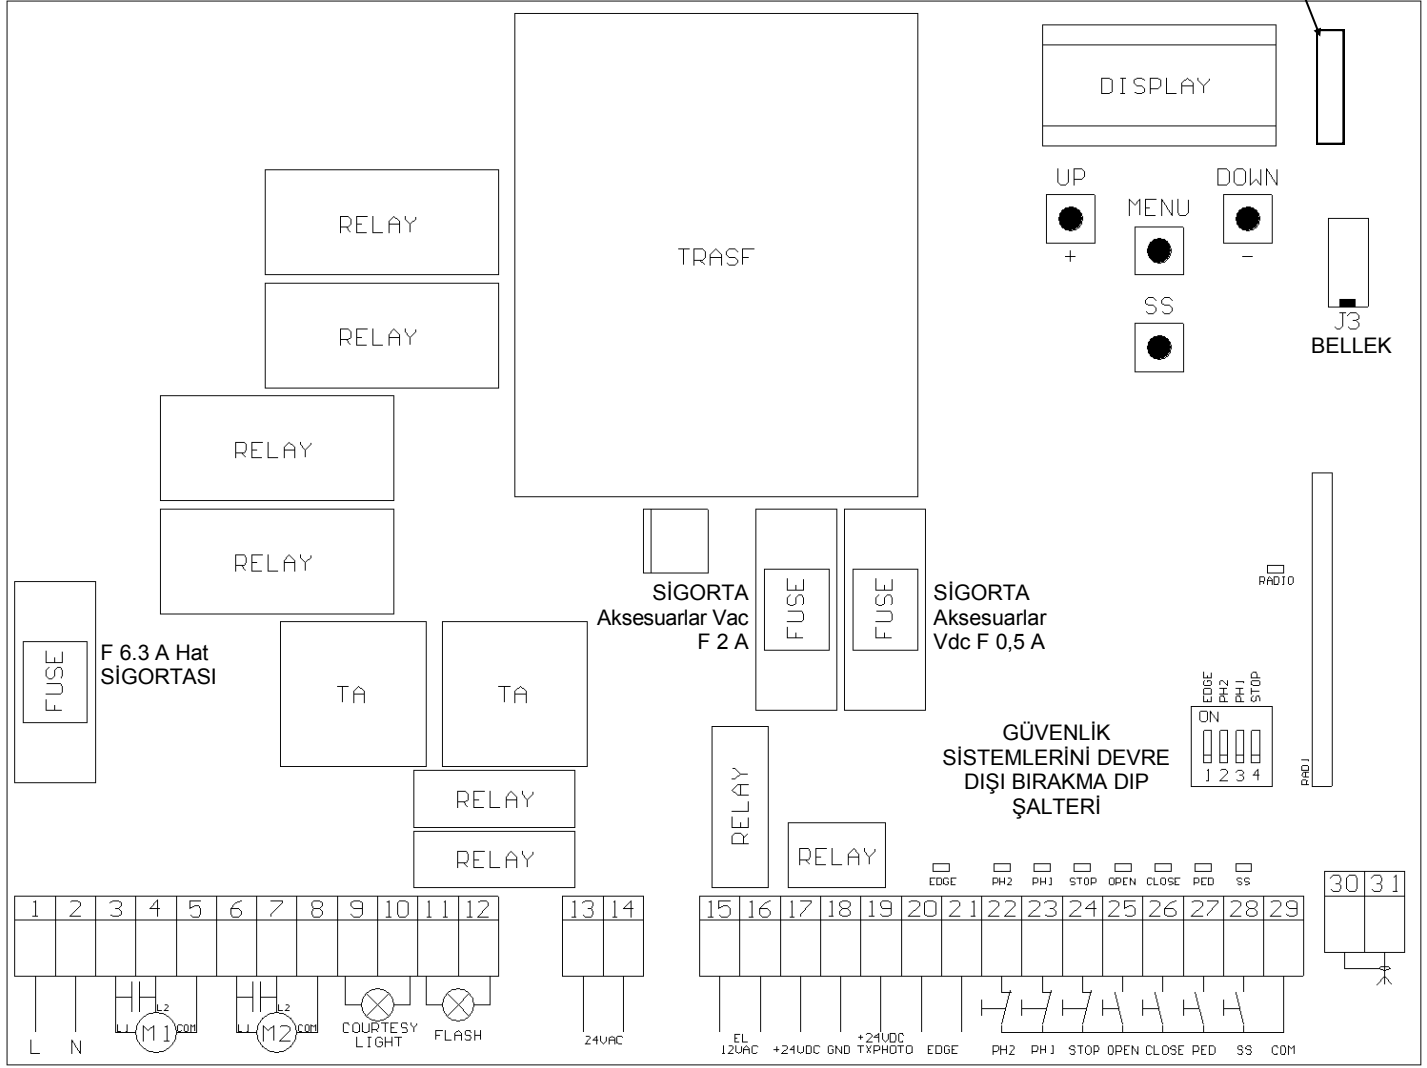 DISPLAY
UP
DOWN
MENU
+
-
RELAY
TRASF
SS
J3
BELLEK
RELAY
RELAY
RELAY
RADIO
SİGORTA
Aksesuarlar Vac
F 2 A
FUSE
FUSE
SİGORTA
Aksesuarlar
Vdc F 0,5 A
FUSE
F 6.3 A Hat
SİGORTASI
TA
TA
EDGE
PH2
PH1
STOP
ON
1 2 3 4
RAD1
GÜVENLİK
SİSTEMLERİNİ DEVRE
DIŞI BIRAKMA DIP
ŞALTERİ
RELAY
RELAY
RELAY
RELAY
EDGE PH2 PH1 STOP OPEN CLOSE PED SS
1 2 3 4 5 6 7 8 9 10 11 12
13 14
15 16 17 18 19 20 21 22 23 24 25 26 27 28 29
30 31
L2
L1 M1 COM
L2
L1 M2 COM
COURTESY
LIGHT
FLASH
L N
24VAC
EL
12VAC
+24VDC
GND
+24VDC
TXPHOTO
EDGE
PH2 PH1 STOP OPEN CLOSE PED SS COM